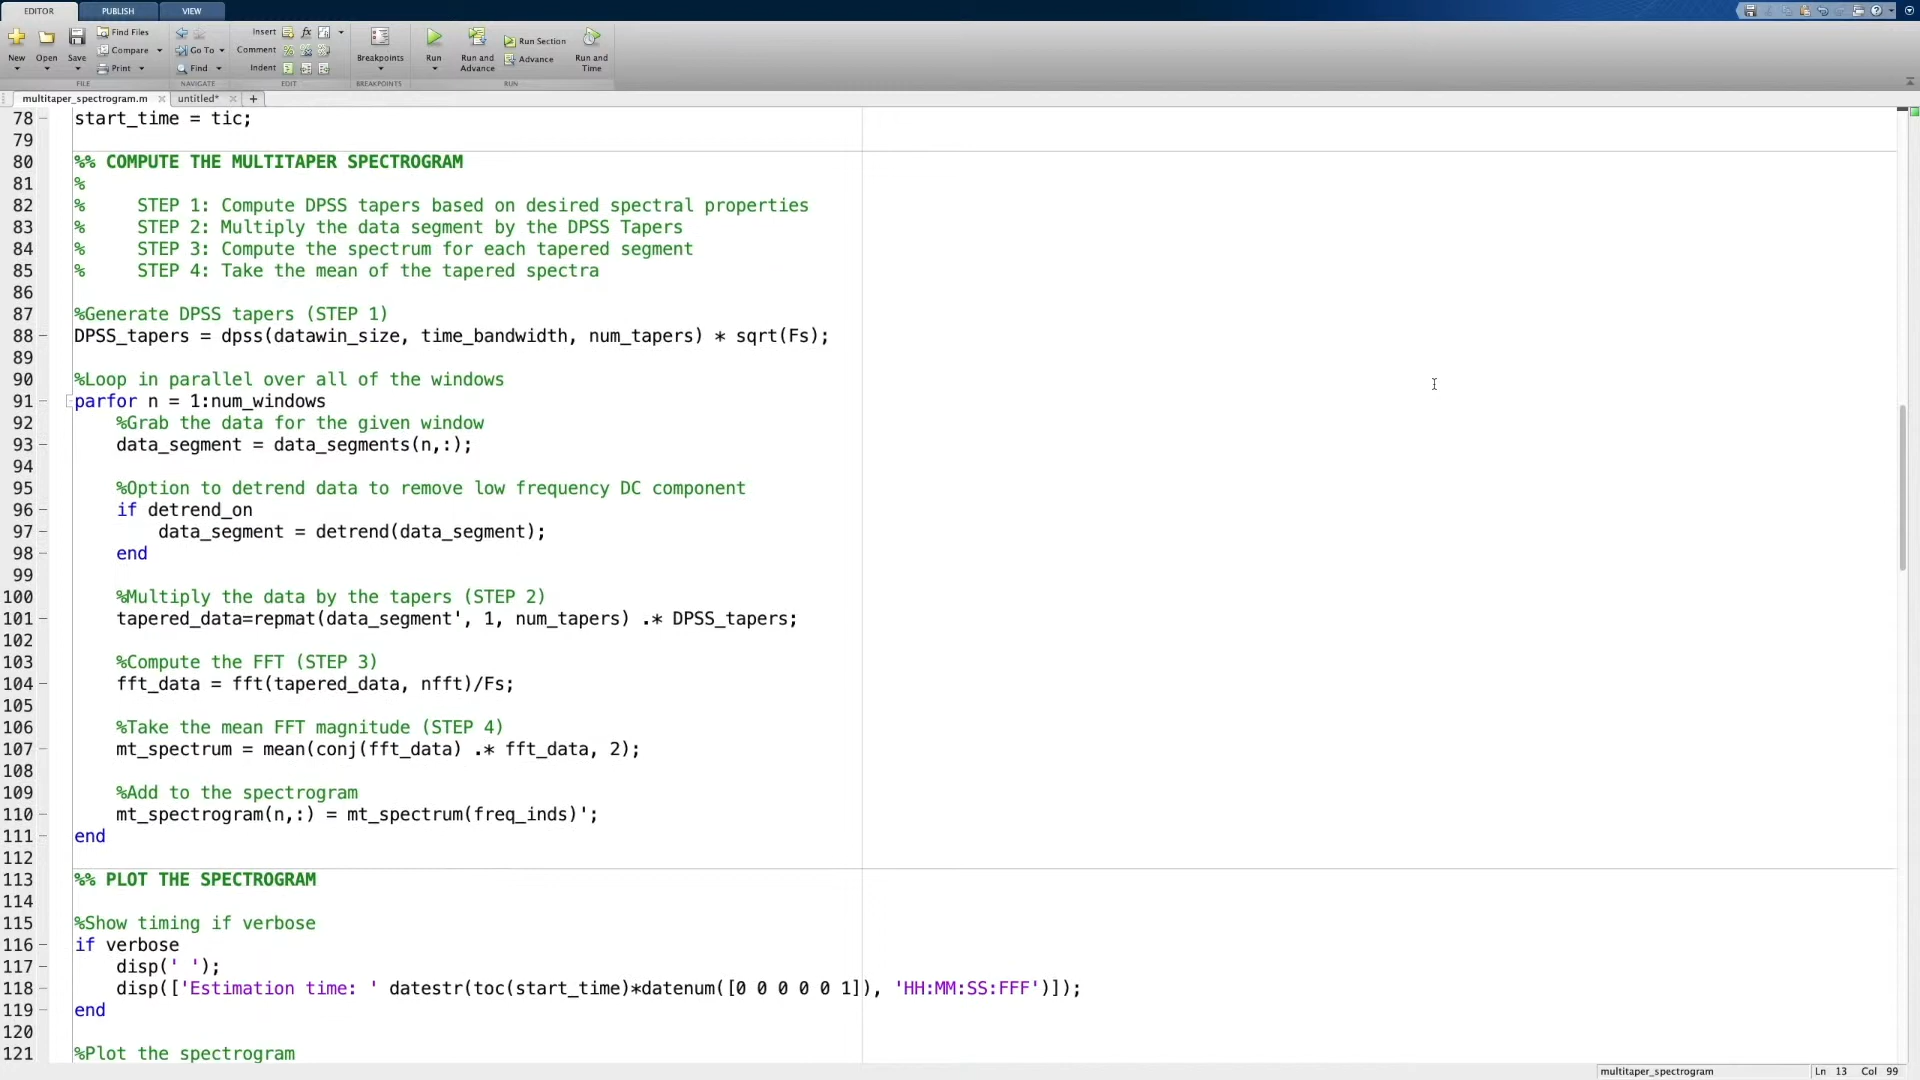 EDITOR PUBLISH VIEW
New Open Save Find Files Compare Print
FILE
Go To Find
NAVIGATE
Insert fx
Comment
Indent
EDIT
Breakpoints
BREAKPOINTS
Run Run and Advance Run Section Advance Run and Time
RUN
multitaper_spectrogram.m untitled* +
78 start_time = tic;
79
80 %% COMPUTE THE MULTITAPER SPECTROGRAM
81 %
82 % STEP 1: Compute DPSS tapers based on desired spectral properties
83 % STEP 2: Multiply the data segment by the DPSS Tapers
84 % STEP 3: Compute the spectrum for each tapered segment
85 % STEP 4: Take the mean of the tapered spectra
86
87 %Generate DPSS tapers (STEP 1)
88 DPSS_tapers = dpss(datawin_size, time_bandwidth, num_tapers) * sqrt(Fs);
89
90 %Loop in parallel over all of the windows
91 parfor n = 1:num_windows
92 %Grab the data for the given window
93 data_segment = data_segments(n,:);
94
95 %Option to detrend data to remove low frequency DC component
96 if detrend_on
97 data_segment = detrend(data_segment);
98 end
99
100 %Multiply the data by the tapers (STEP 2)
101 tapered_data=repmat(data_segment', 1, num_tapers) .* DPSS_tapers;
102
103 %Compute the FFT (STEP 3)
104 fft_data = fft(tapered_data, nfft)/Fs;
105
106 %Take the mean FFT magnitude (STEP 4)
107 mt_spectrum = mean(conj(fft_data) .* fft_data, 2);
108
109 %Add to the spectrogram
110 mt_spectrogram(n,:) = mt_spectrum(freq_inds)';
111 end
112
113 %% PLOT THE SPECTROGRAM
114
115 %Show timing if verbose
116 if verbose
117 disp(' ');
118 disp(['Estimation time: ' datestr(toc(start_time)*datenum([0 0 0 0 0 1]), 'HH:MM:SS:FFF')]);
119 end
120
121 %Plot the spectrogram
multitaper_spectrogram Ln 13 Col 99